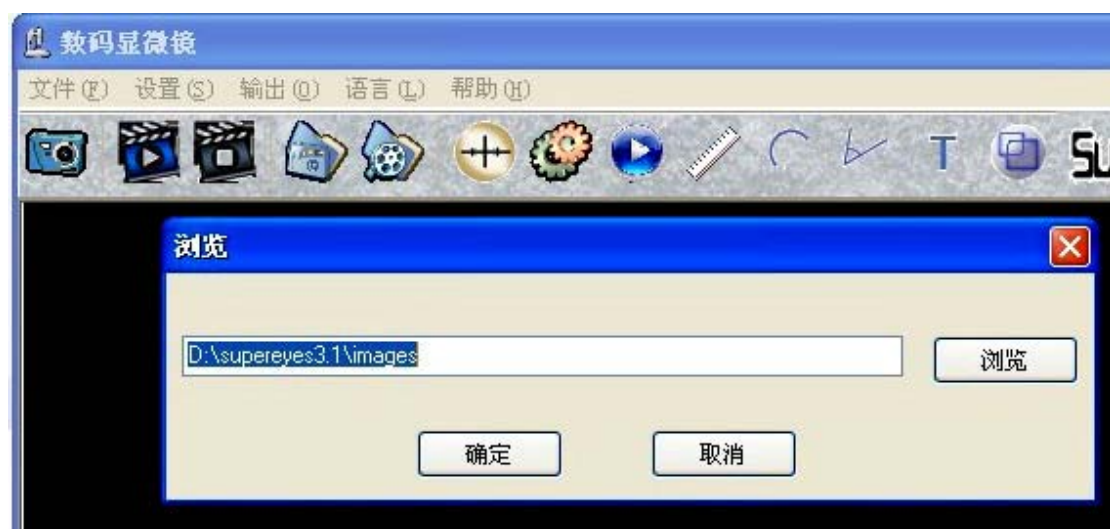 数码显微镜
文件(F) 设置(S) 输出(O) 语言(L) 帮助(H)
T SU
浏览
D:\supereyes3.1\images
浏览
确定 取消